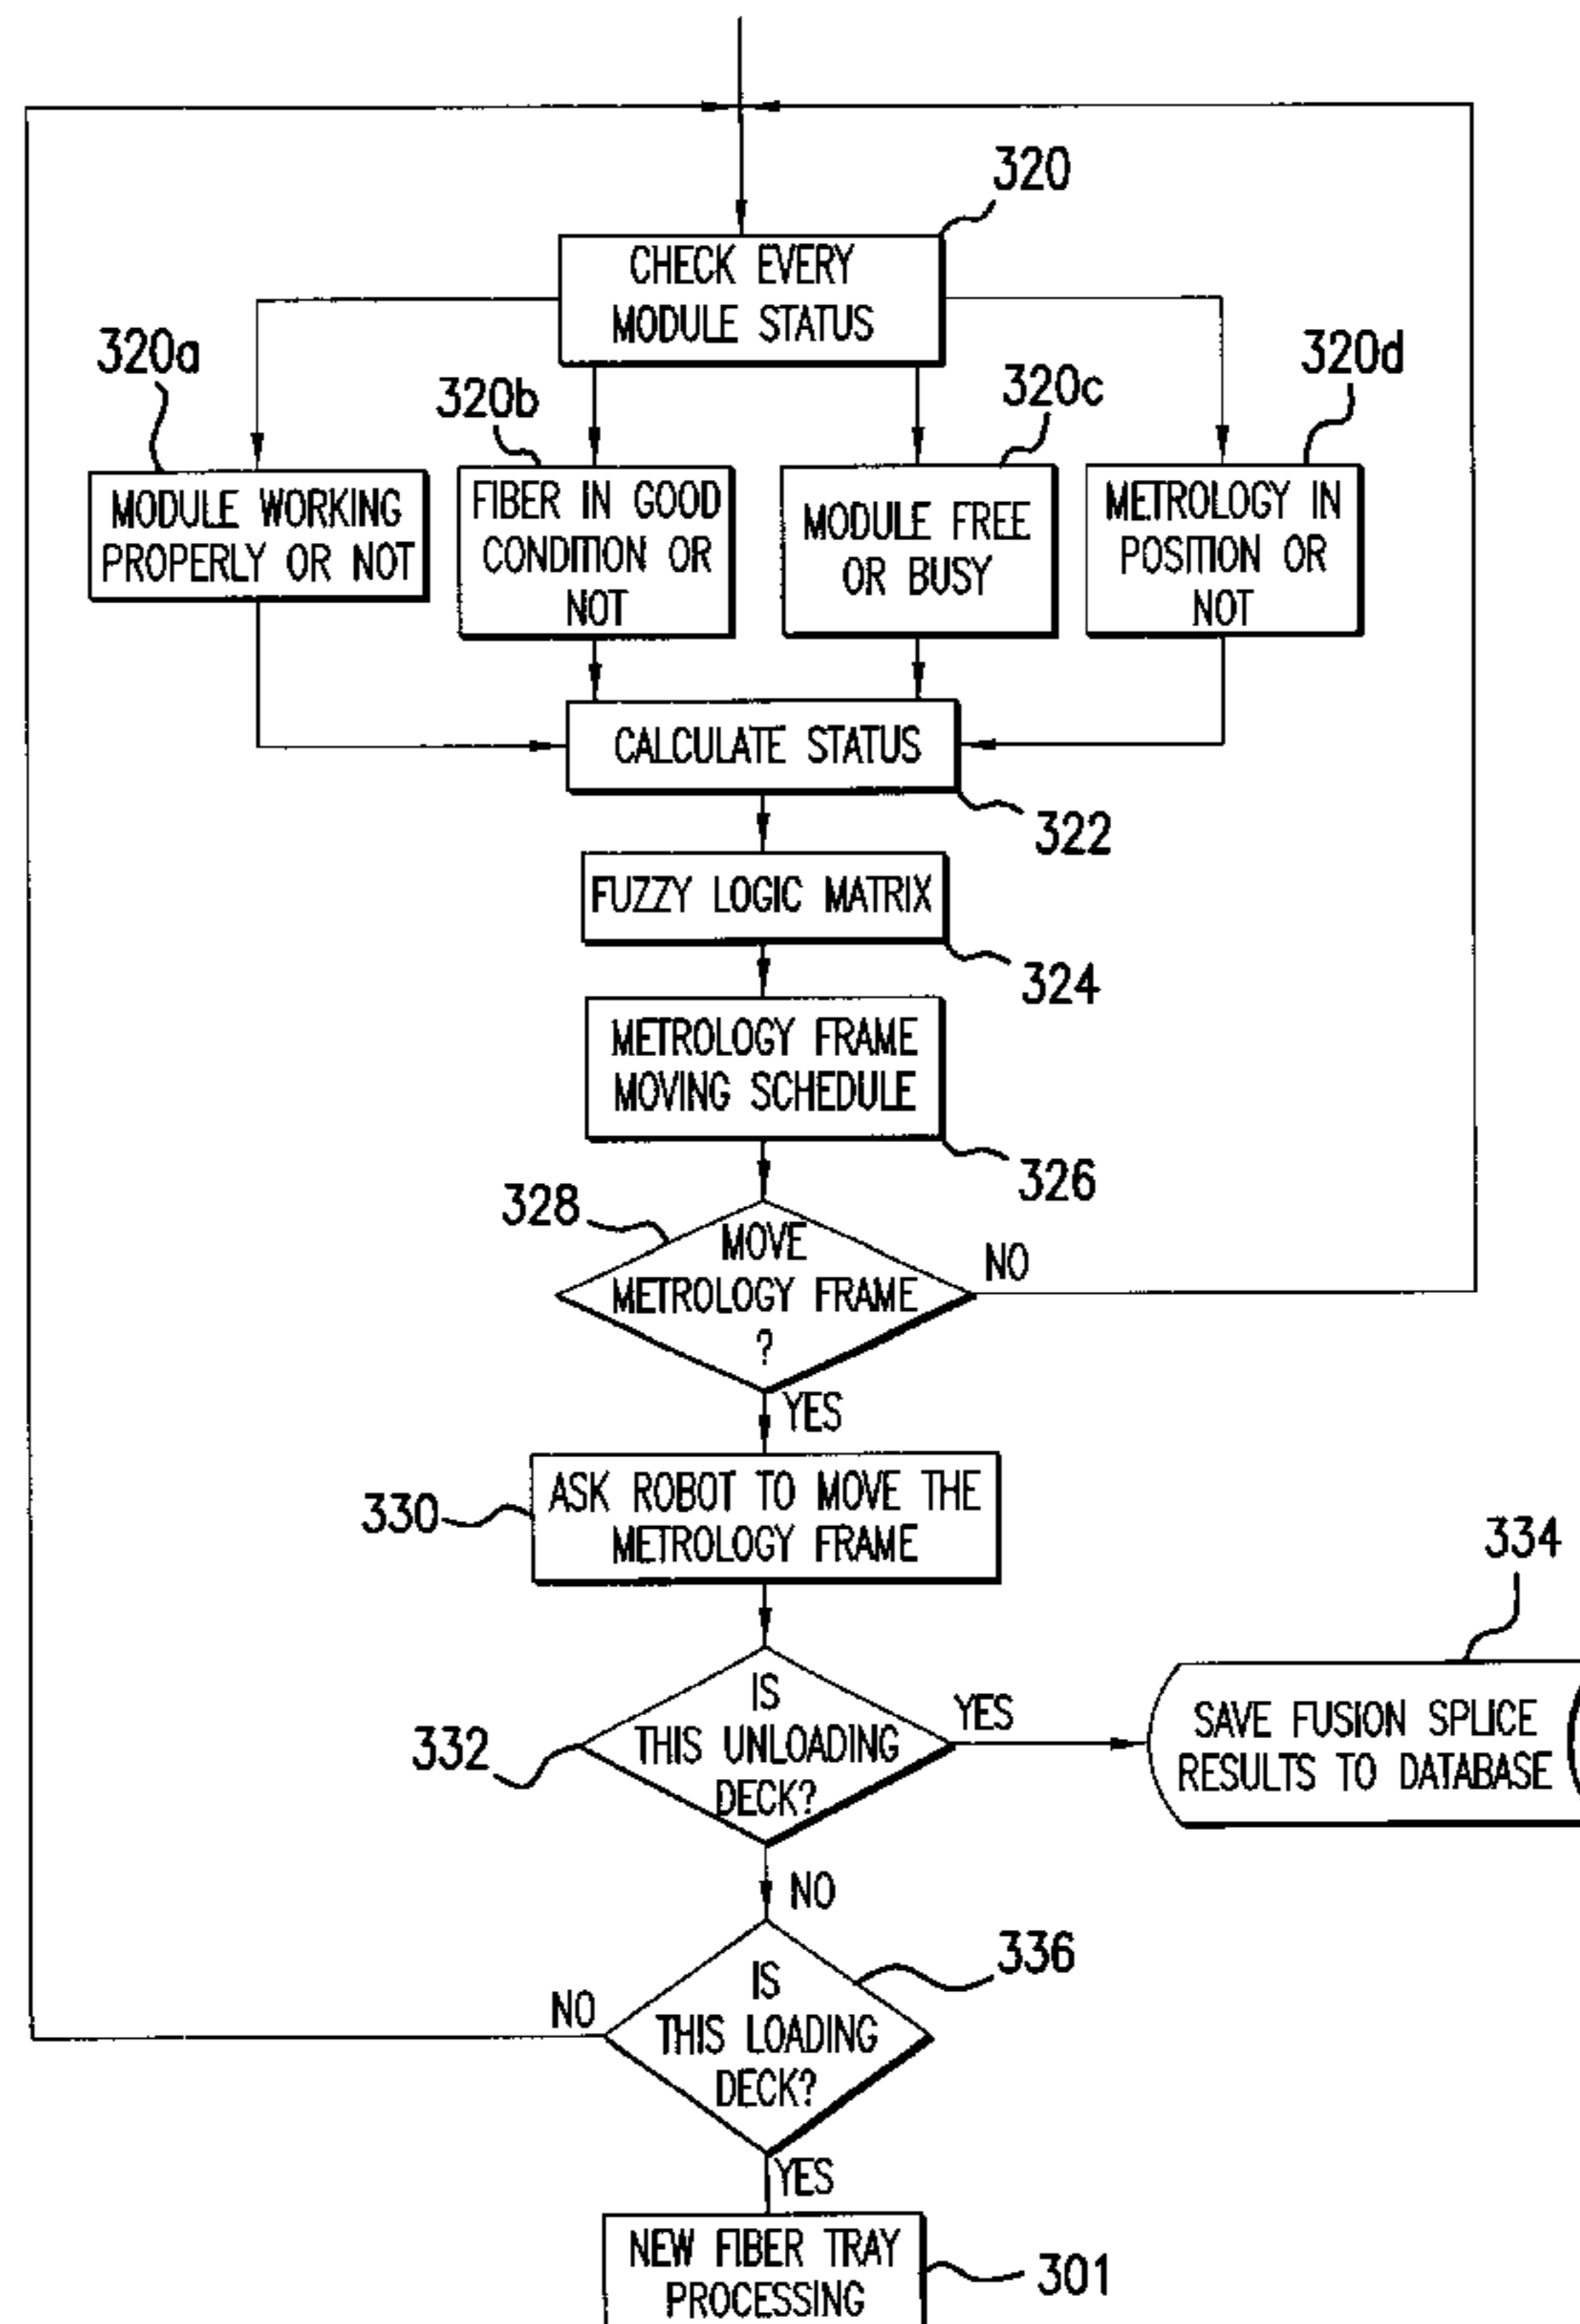 320
CHECK EVERY
MODULE STATUS
320a
320b
320c
320d
MODULE WORKING
PROPERLY OR NOT
FIBER IN GOOD
CONDITION OR
NOT
MODULE FREE
OR BUSY
METROLOGY IN
POSITION OR
NOT
CALCULATE STATUS
322
FUZZY LOGIC MATRIX
324
METROLOGY FRAME
MOVING SCHEDULE
326
328
MOVE
METROLOGY FRAME
?
NO
YES
330
ASK ROBOT TO MOVE THE
METROLOGY FRAME
334
332
IS
THIS UNLOADING
DECK?
YES
SAVE FUSION SPLICE
RESULTS TO DATABASE
NO
336
IS
THIS LOADING
DECK?
NO
YES
NEW FIBER TRAY
PROCESSING
301